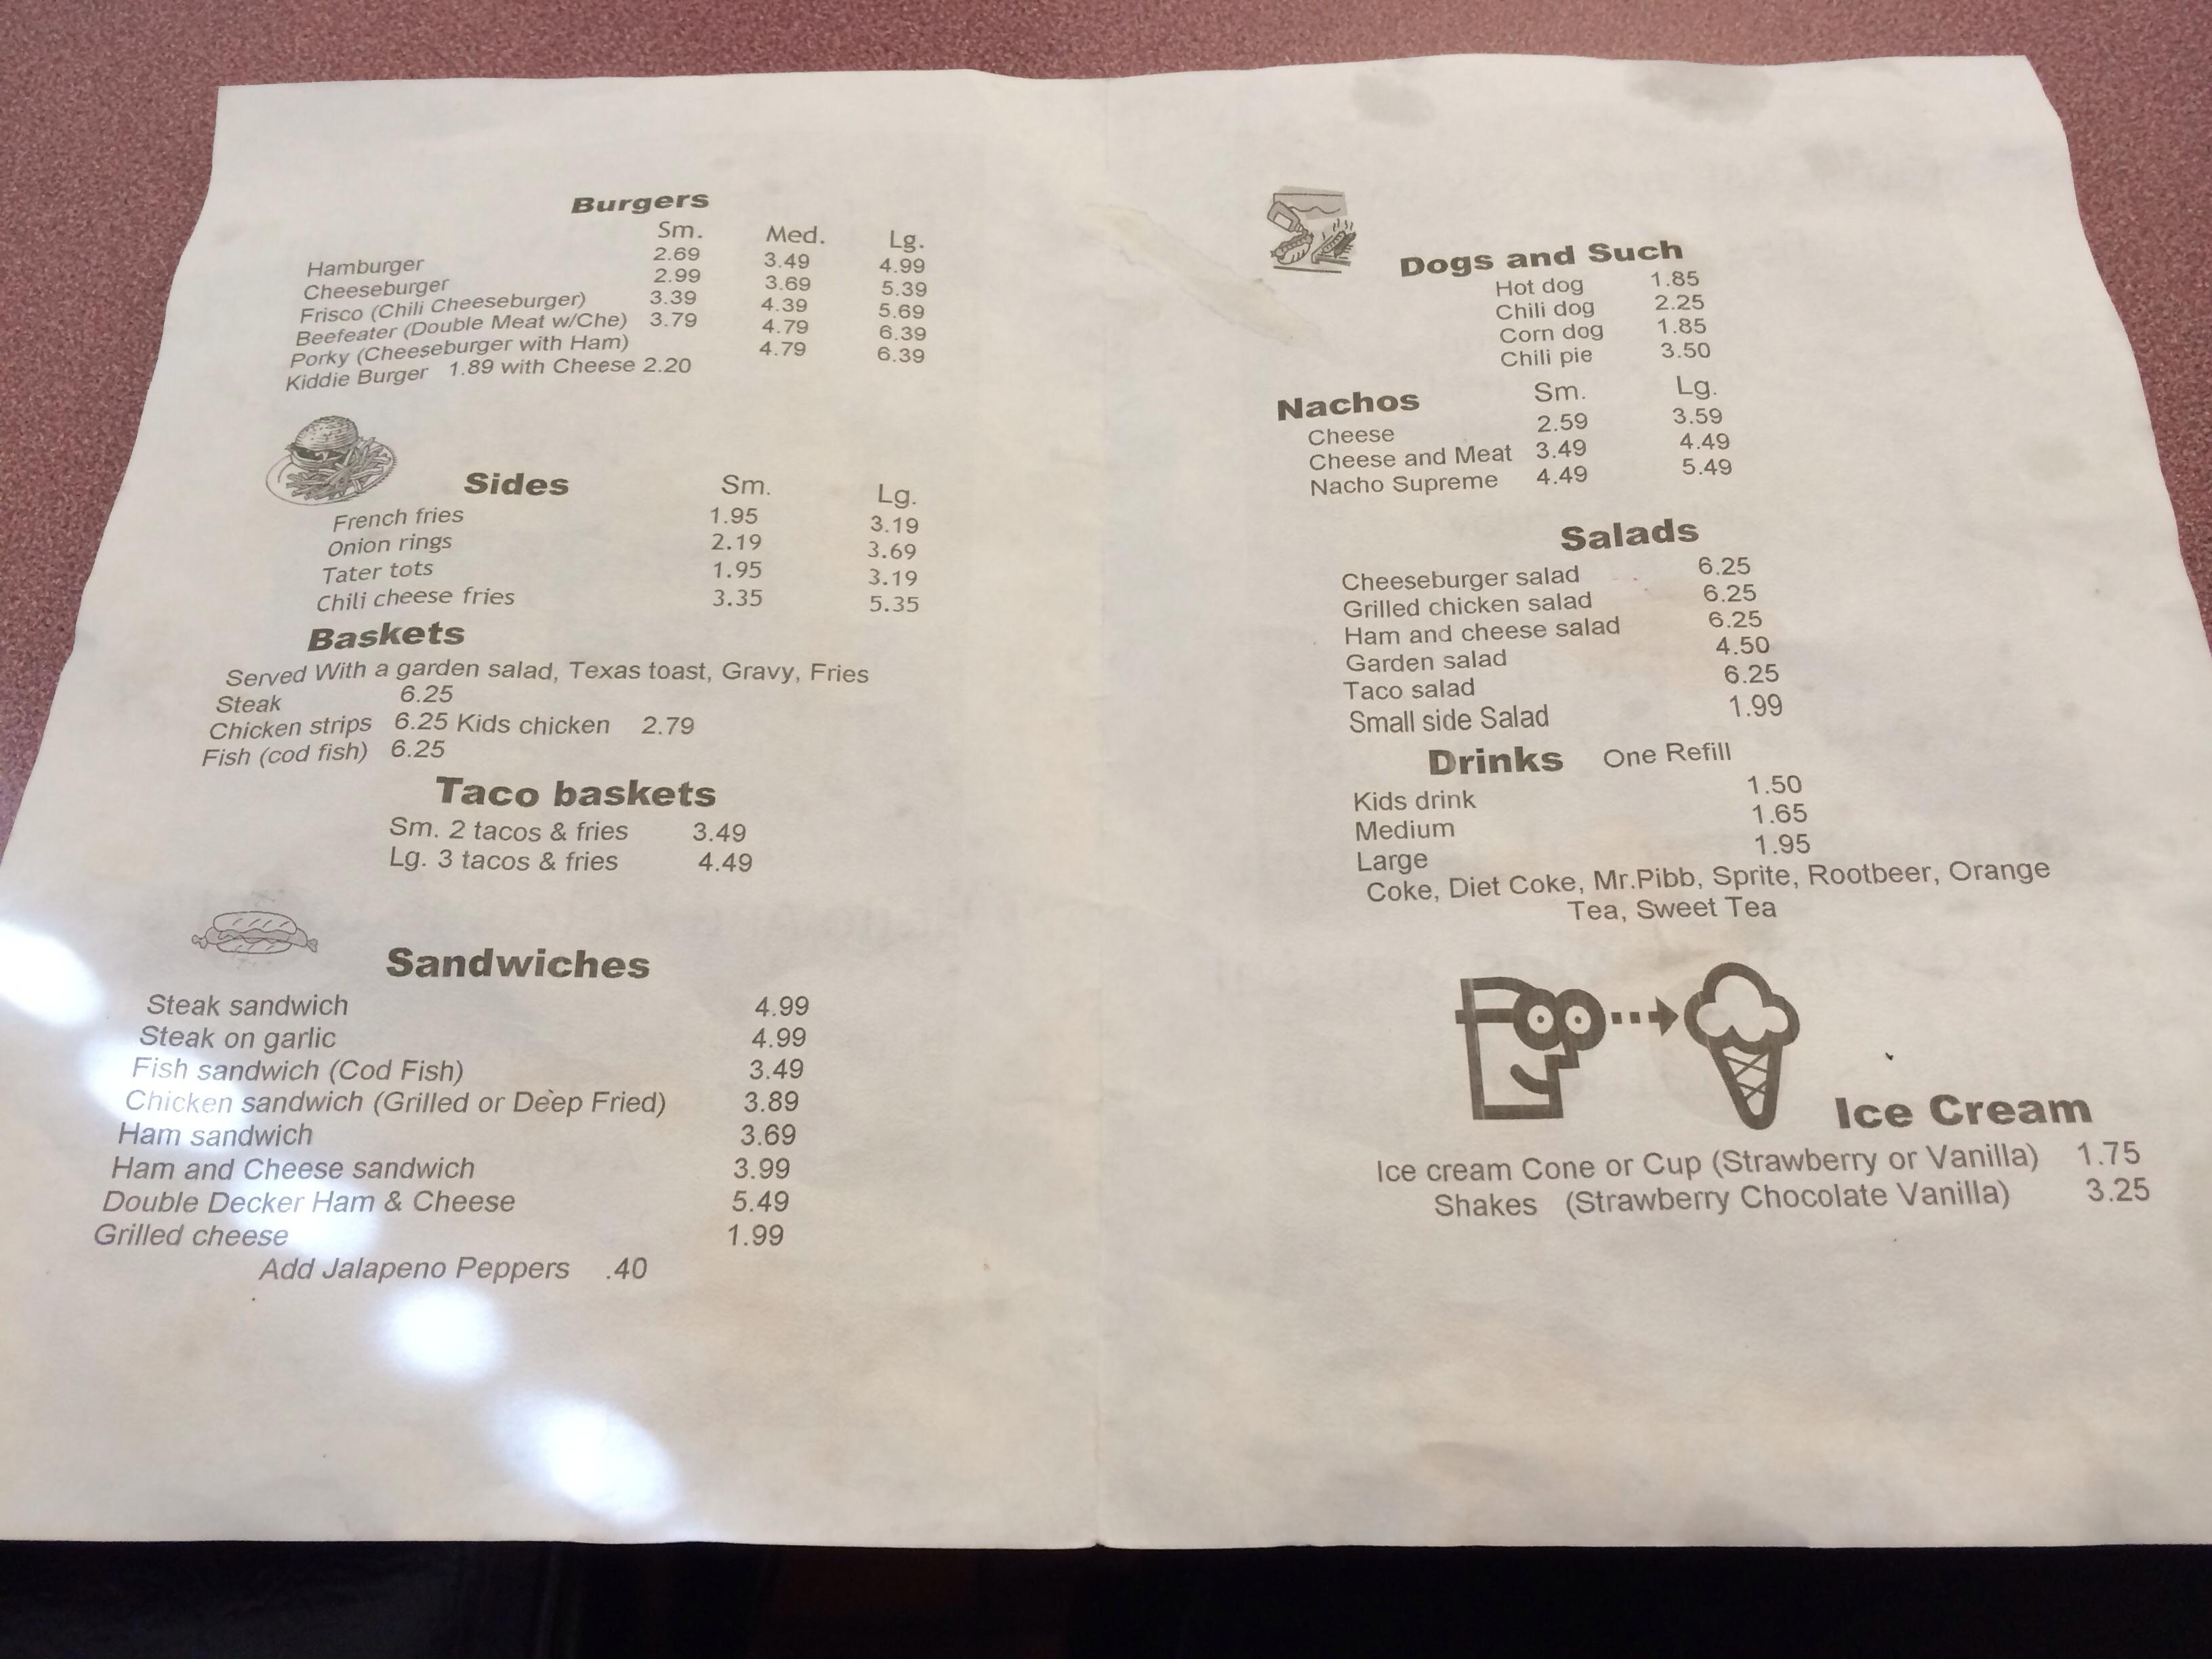 Burgers
Sm. Med. Lg.
Hamburger 2.69 3.49 4.99
Cheeseburger 2.99 3.69 5.39
Frisco (Chili Cheeseburger) 3.39 4.39 5.69
Beefeater (Double Meat w/Che) 3.79 4.79 6.39
Porky (Cheeseburger with Ham) 4.79 6.39
Kiddie Burger 1.89 with Cheese 2.20
Sides Sm. Lg.
French fries 1.95 3.19
Onion rings 2.19 3.69
Tater tots 1.95 3.19
Chili cheese fries 3.35 5.35
Baskets
Served With a garden salad, Texas toast, Gravy, Fries
Steak 6.25
Chicken strips 6.25 Kids chicken 2.79
Fish (cod fish) 6.25
Taco baskets
Sm. 2 tacos & fries 3.49
Lg. 3 tacos & fries 4.49
Sandwiches
Steak sandwich 4.99
Steak on garlic 4.99
Fish sandwich (Cod Fish) 3.49
Chicken sandwich (Grilled or Deep Fried) 3.89
Ham sandwich 3.69
Ham and Cheese sandwich 3.99
Double Decker Ham & Cheese 5.49
Grilled cheese 1.99
Add Jalapeno Peppers .40
Dogs and Such
Hot dog 1.85
Chili dog 2.25
Corn dog 1.85
Chili pie 3.50
Nachos Sm. Lg.
Cheese 2.59 3.59
Cheese and Meat 3.49 4.49
Nacho Supreme 4.49 5.49
Salads
Cheeseburger salad 6.25
Grilled chicken salad 6.25
Ham and cheese salad 6.25
Garden salad 4.50
Taco salad 6.25
Small side Salad 1.99
Drinks One Refill
Kids drink 1.50
Medium 1.65
Large 1.95
Coke, Diet Coke, Mr.Pibb, Sprite, Rootbeer, Orange
Tea, Sweet Tea
Ice Cream
Ice cream Cone or Cup (Strawberry or Vanilla) 1.75
Shakes (Strawberry Chocolate Vanilla) 3.25